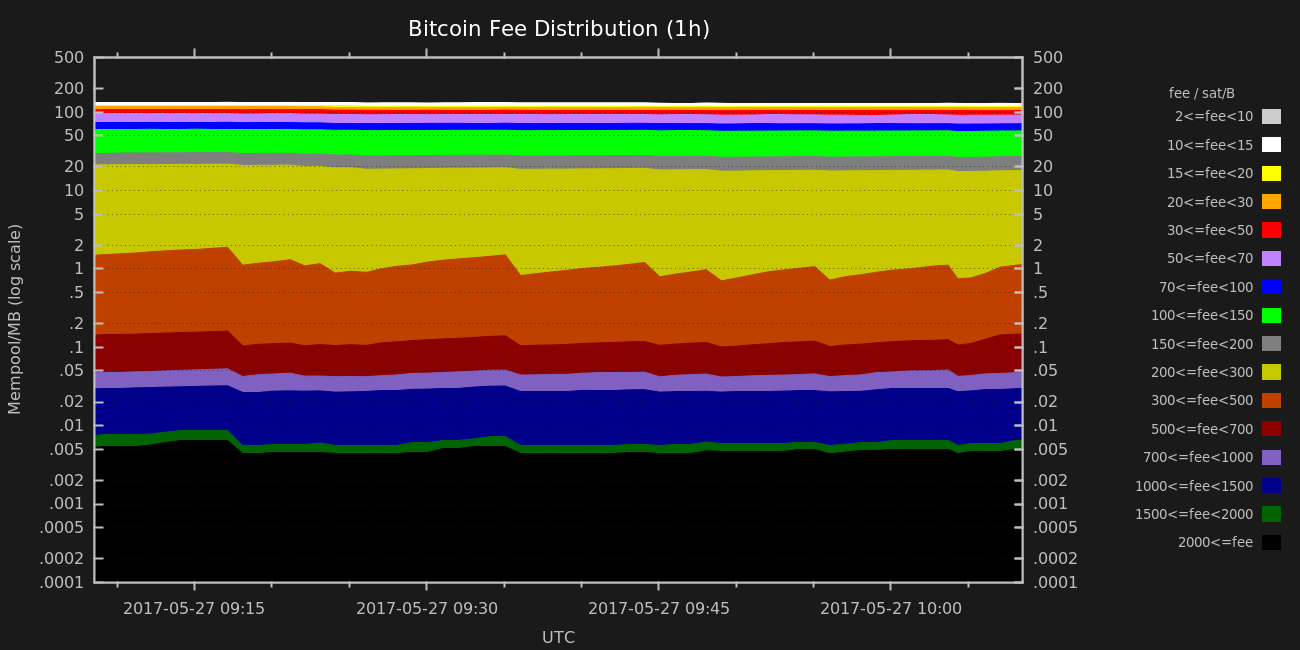 Bitcoin Fee Distribution (1h)
Mempool/MB (log scale)
500
200
100
50
20
10
5
2
1
.5
.2
.1
.05
.02
.01
.005
.002
.001
.0005
.0002
.0001
500
200
100
50
20
10
5
2
1
.5
.2
.1
.05
.02
.01
.005
.002
.001
.0005
.0002
.0001
2017-05-27 09:15
2017-05-27 09:30
2017-05-27 09:45
2017-05-27 10:00
UTC
fee / sat/B
2<=fee<10
10<=fee<15
15<=fee<20
20<=fee<30
30<=fee<50
50<=fee<70
70<=fee<100
100<=fee<150
150<=fee<200
200<=fee<300
300<=fee<500
500<=fee<700
700<=fee<1000
1000<=fee<1500
1500<=fee<2000
2000<=fee